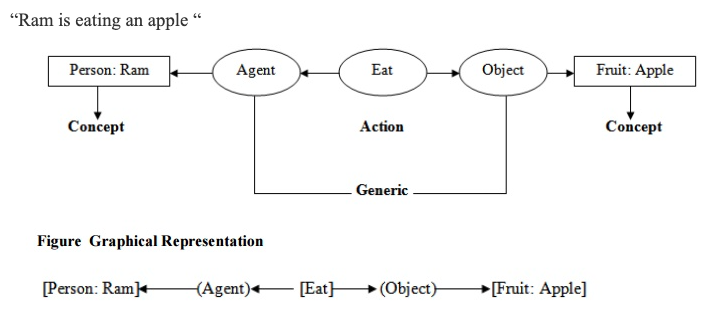 “Ram is eating an apple “
Person: Ram Agent Eat Object Fruit: Apple
Concept Action Concept
Generic
Figure Graphical Representation
[Person: Ram] (Agent) [Eat] (Object) [Fruit: Apple]